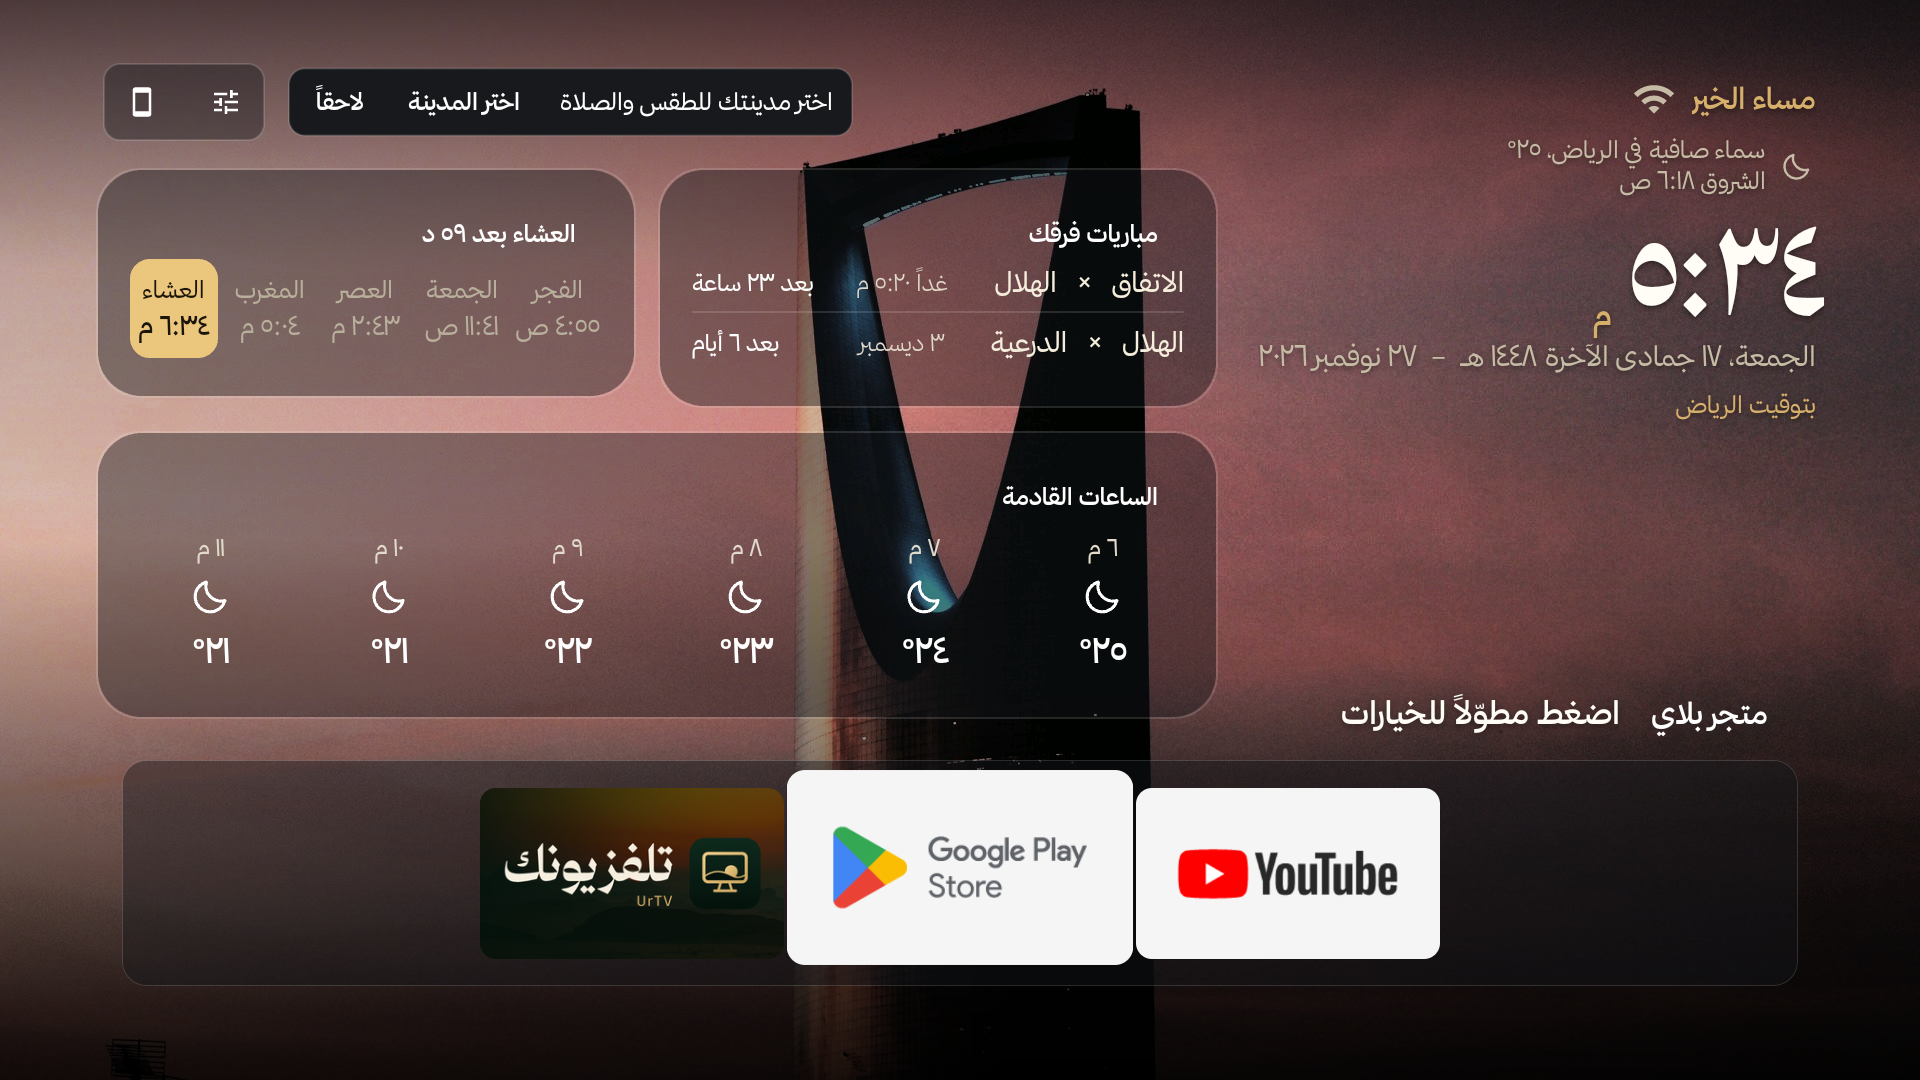 مساء الخير
سماء صافية في الرياض، ٢٥°
الشروق ٦:١٨ ص
٥:٣٤ م
الجمعة، ١٧ جمادى الآخرة ١٤٤٨ هـ – ٢٧ نوفمبر ٢٠٢٦
بتوقيت الرياض
اختر مدينتك للطقس والصلاة اختر المدينة لاحقاً
مباريات فرقك
الاتفاق × الهلال غداً ٥:٢٠ م بعد ٢٣ ساعة
الهلال × الدرعية ٣ ديسمبر بعد ٦ أيام
العشاء بعد ٥٩ د
الفجر العصر المغرب العشاء الجمعة
٤:٥٥ ص ١١:٤١ ص ٢:٤٣ م ٥:٠٤ م ٦:٣٤ م
الساعات القادمة
٦ م ٧ م ٨ م ٩ م ١٠ م ١١ م
٢٥° ٢٤° ٢٣° ٢٢° ٢١° ٢١°
متجر بلاي اضغط مطوّلاً للخيارات
YouTube
Google Play
Store
تلفزيونك
UrTV